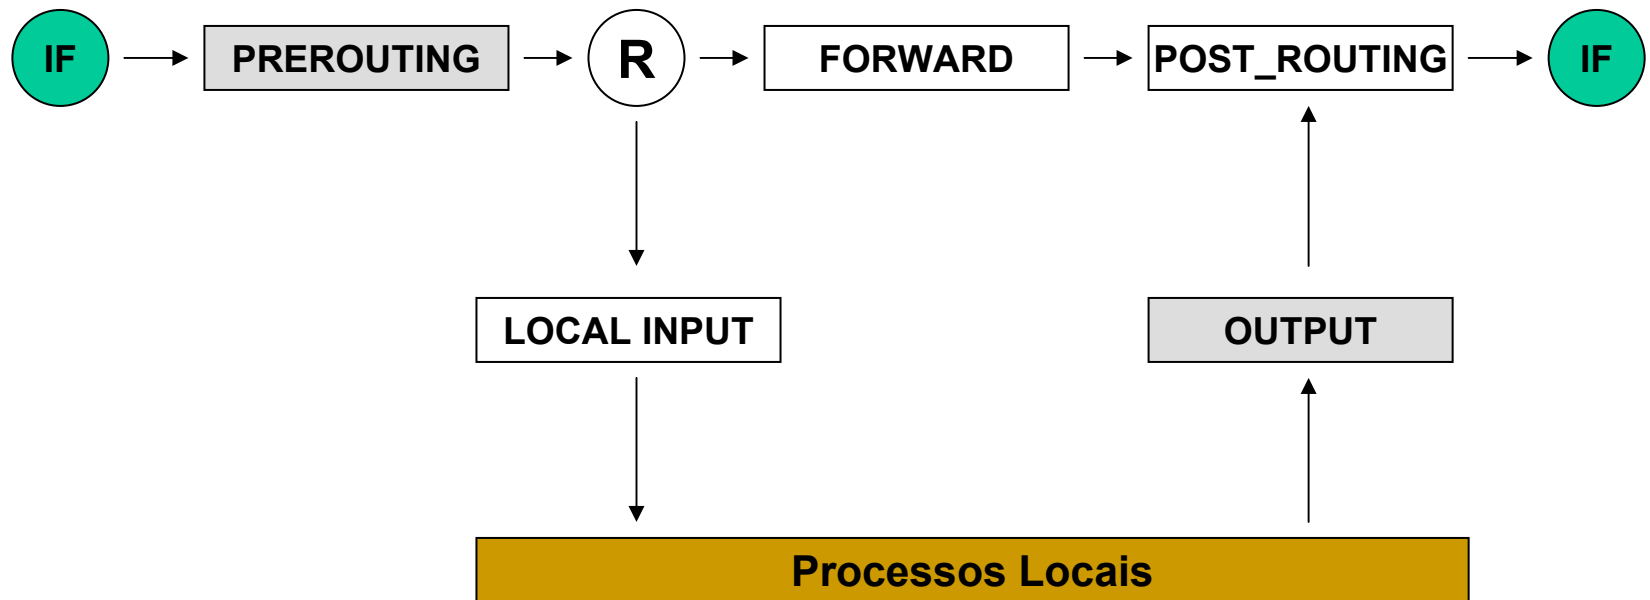 IF
PREROUTING
R
FORWARD
POST_ROUTING
IF
LOCAL INPUT
OUTPUT
Processos Locais